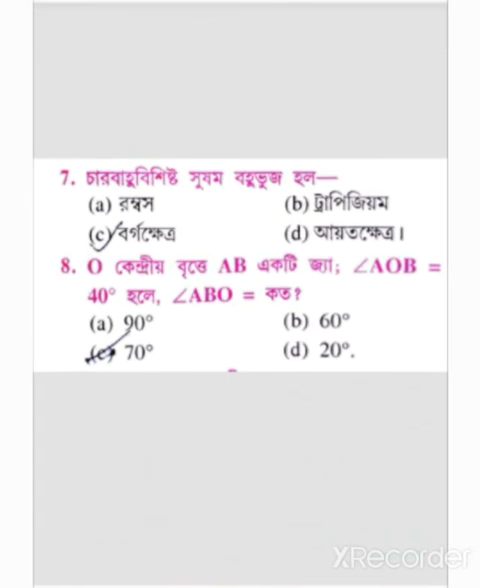 7. চারবাহুবিশিষ্ট সুষম বহুভুজ হল—
(a) রম্বস (b) ট্রাপিজিয়ম
(c) বর্গক্ষেত্র (d) আয়তক্ষেত্র।
8. O কেন্দ্রীয় বৃত্তে AB একটি জ্যা; ∠AOB =
40° হলে, ∠ABO = কত?
(a) 90° (b) 60°
(c) 70° (d) 20°.
XRecorder